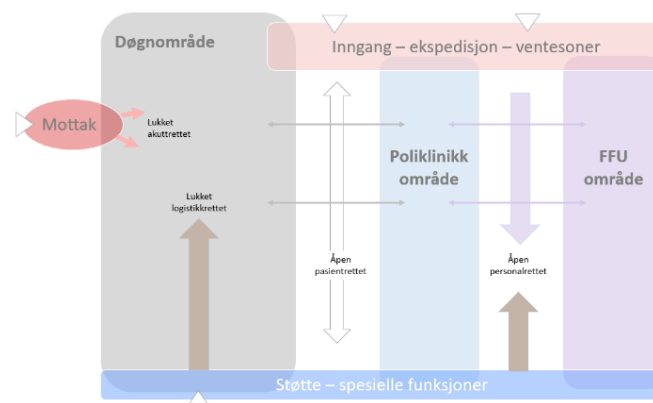 Døgnområde
Inngang – ekspedisjon – ventesoner
Mottak
Lukket
akuttrettet
Poliklinikk
område
FFU
område
Lukket
logistikkrettet
Åpen
pasientrettet
Åpen
personalrettet
Støtte – spesielle funksjoner